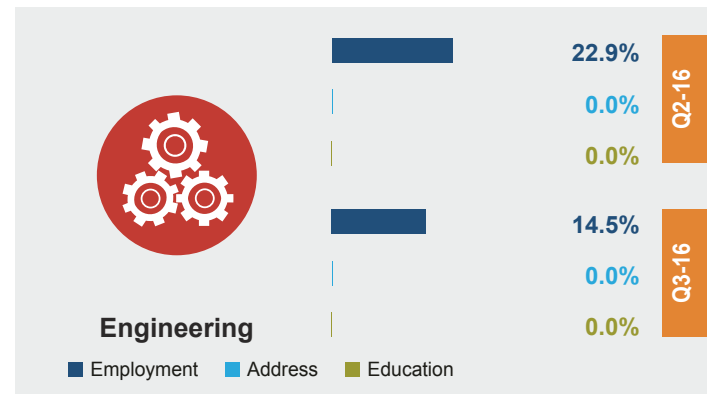 22.9%
0.0%
0.0%
Q2-16
14.5%
0.0%
0.0%
Q3-16
Engineering
Employment Address Education